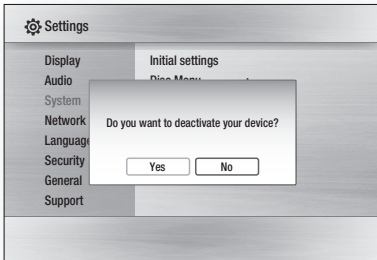 Settings
Display
Audio
System
Network
Language
Security
General
Support
Initial settings
Do you want to deactivate your device?
Yes
No